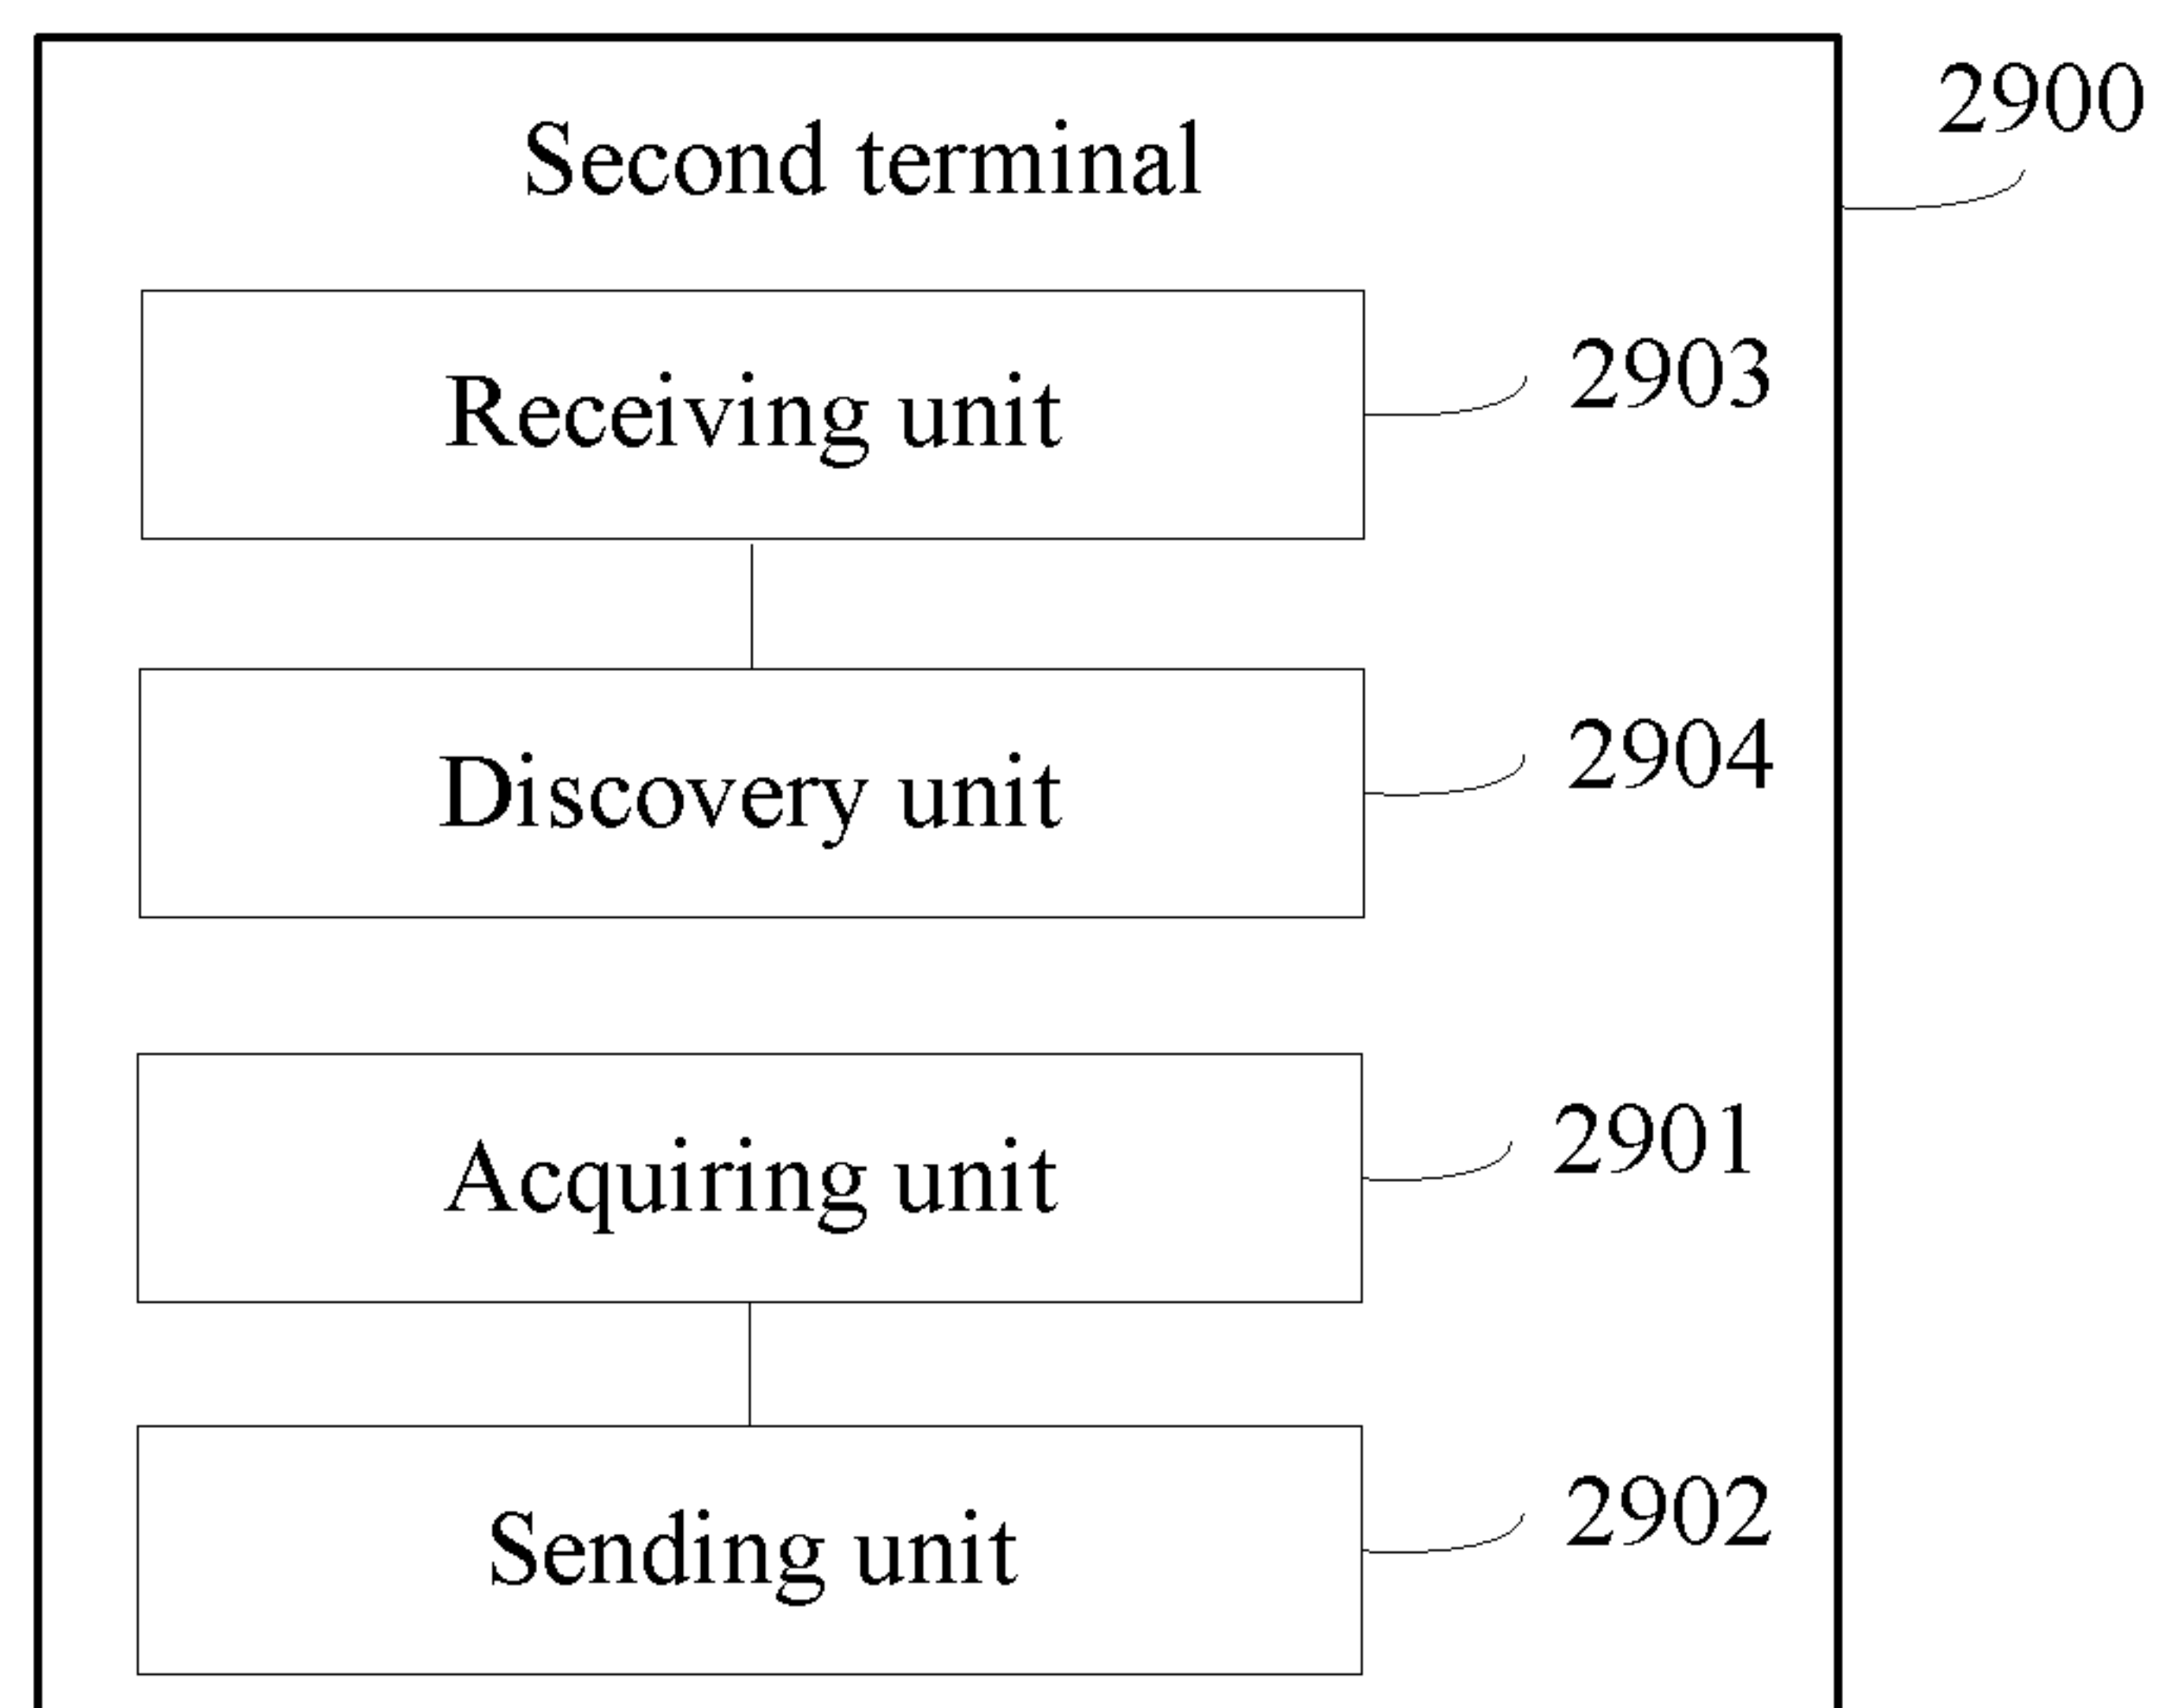 2900
Second terminal
Receiving unit
2903
Discovery unit
2904
Acquiring unit
2901
Sending unit
2902